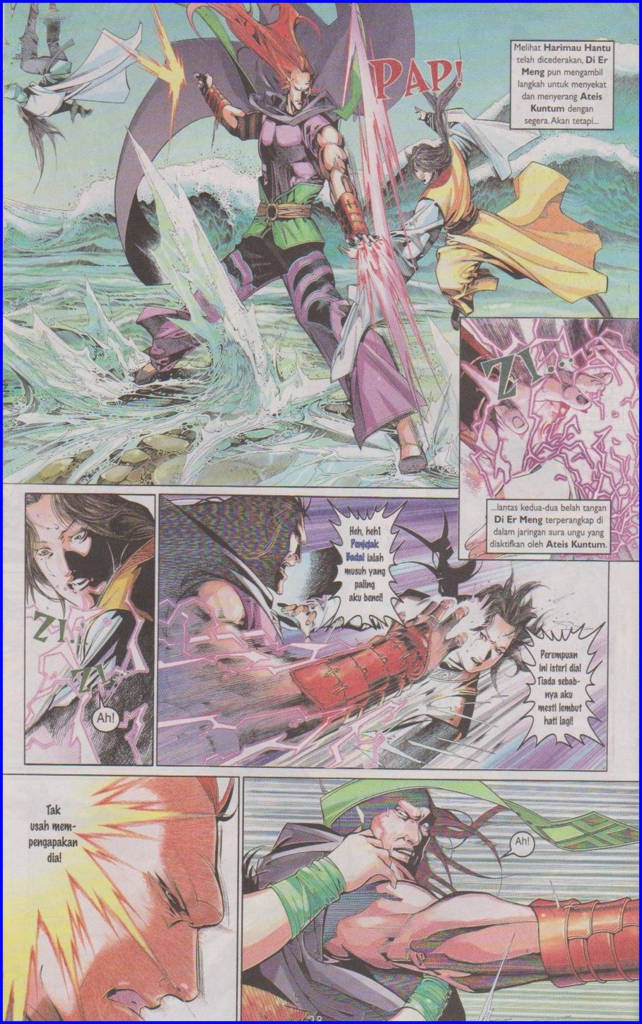 PAP!
Melihat Harimau Hantu
telah dicederakan, Di Er
Meng pun mengambil
langkah untuk menyekat
dan menyerang Ateis
Kuntum dengan
segera. Akan tetapi...
ZI..
...lantas kedua-dua belah tangan
Di Er Meng terperangkap di
dalam jaringan aura ungu yang
diaktifkan oleh Ateis Kuntum.
ZI..
ZI..
Ah!
Heh, heh!
Penjejak
Badai ialah
musuh yang
paling
aku benci!
Perempuan
ini isteri dia!
Tiada sebab-
nya aku
mesti lembut
hati lagi!
Tak
usah mem-
pengapakan
dia!
Ah!
28